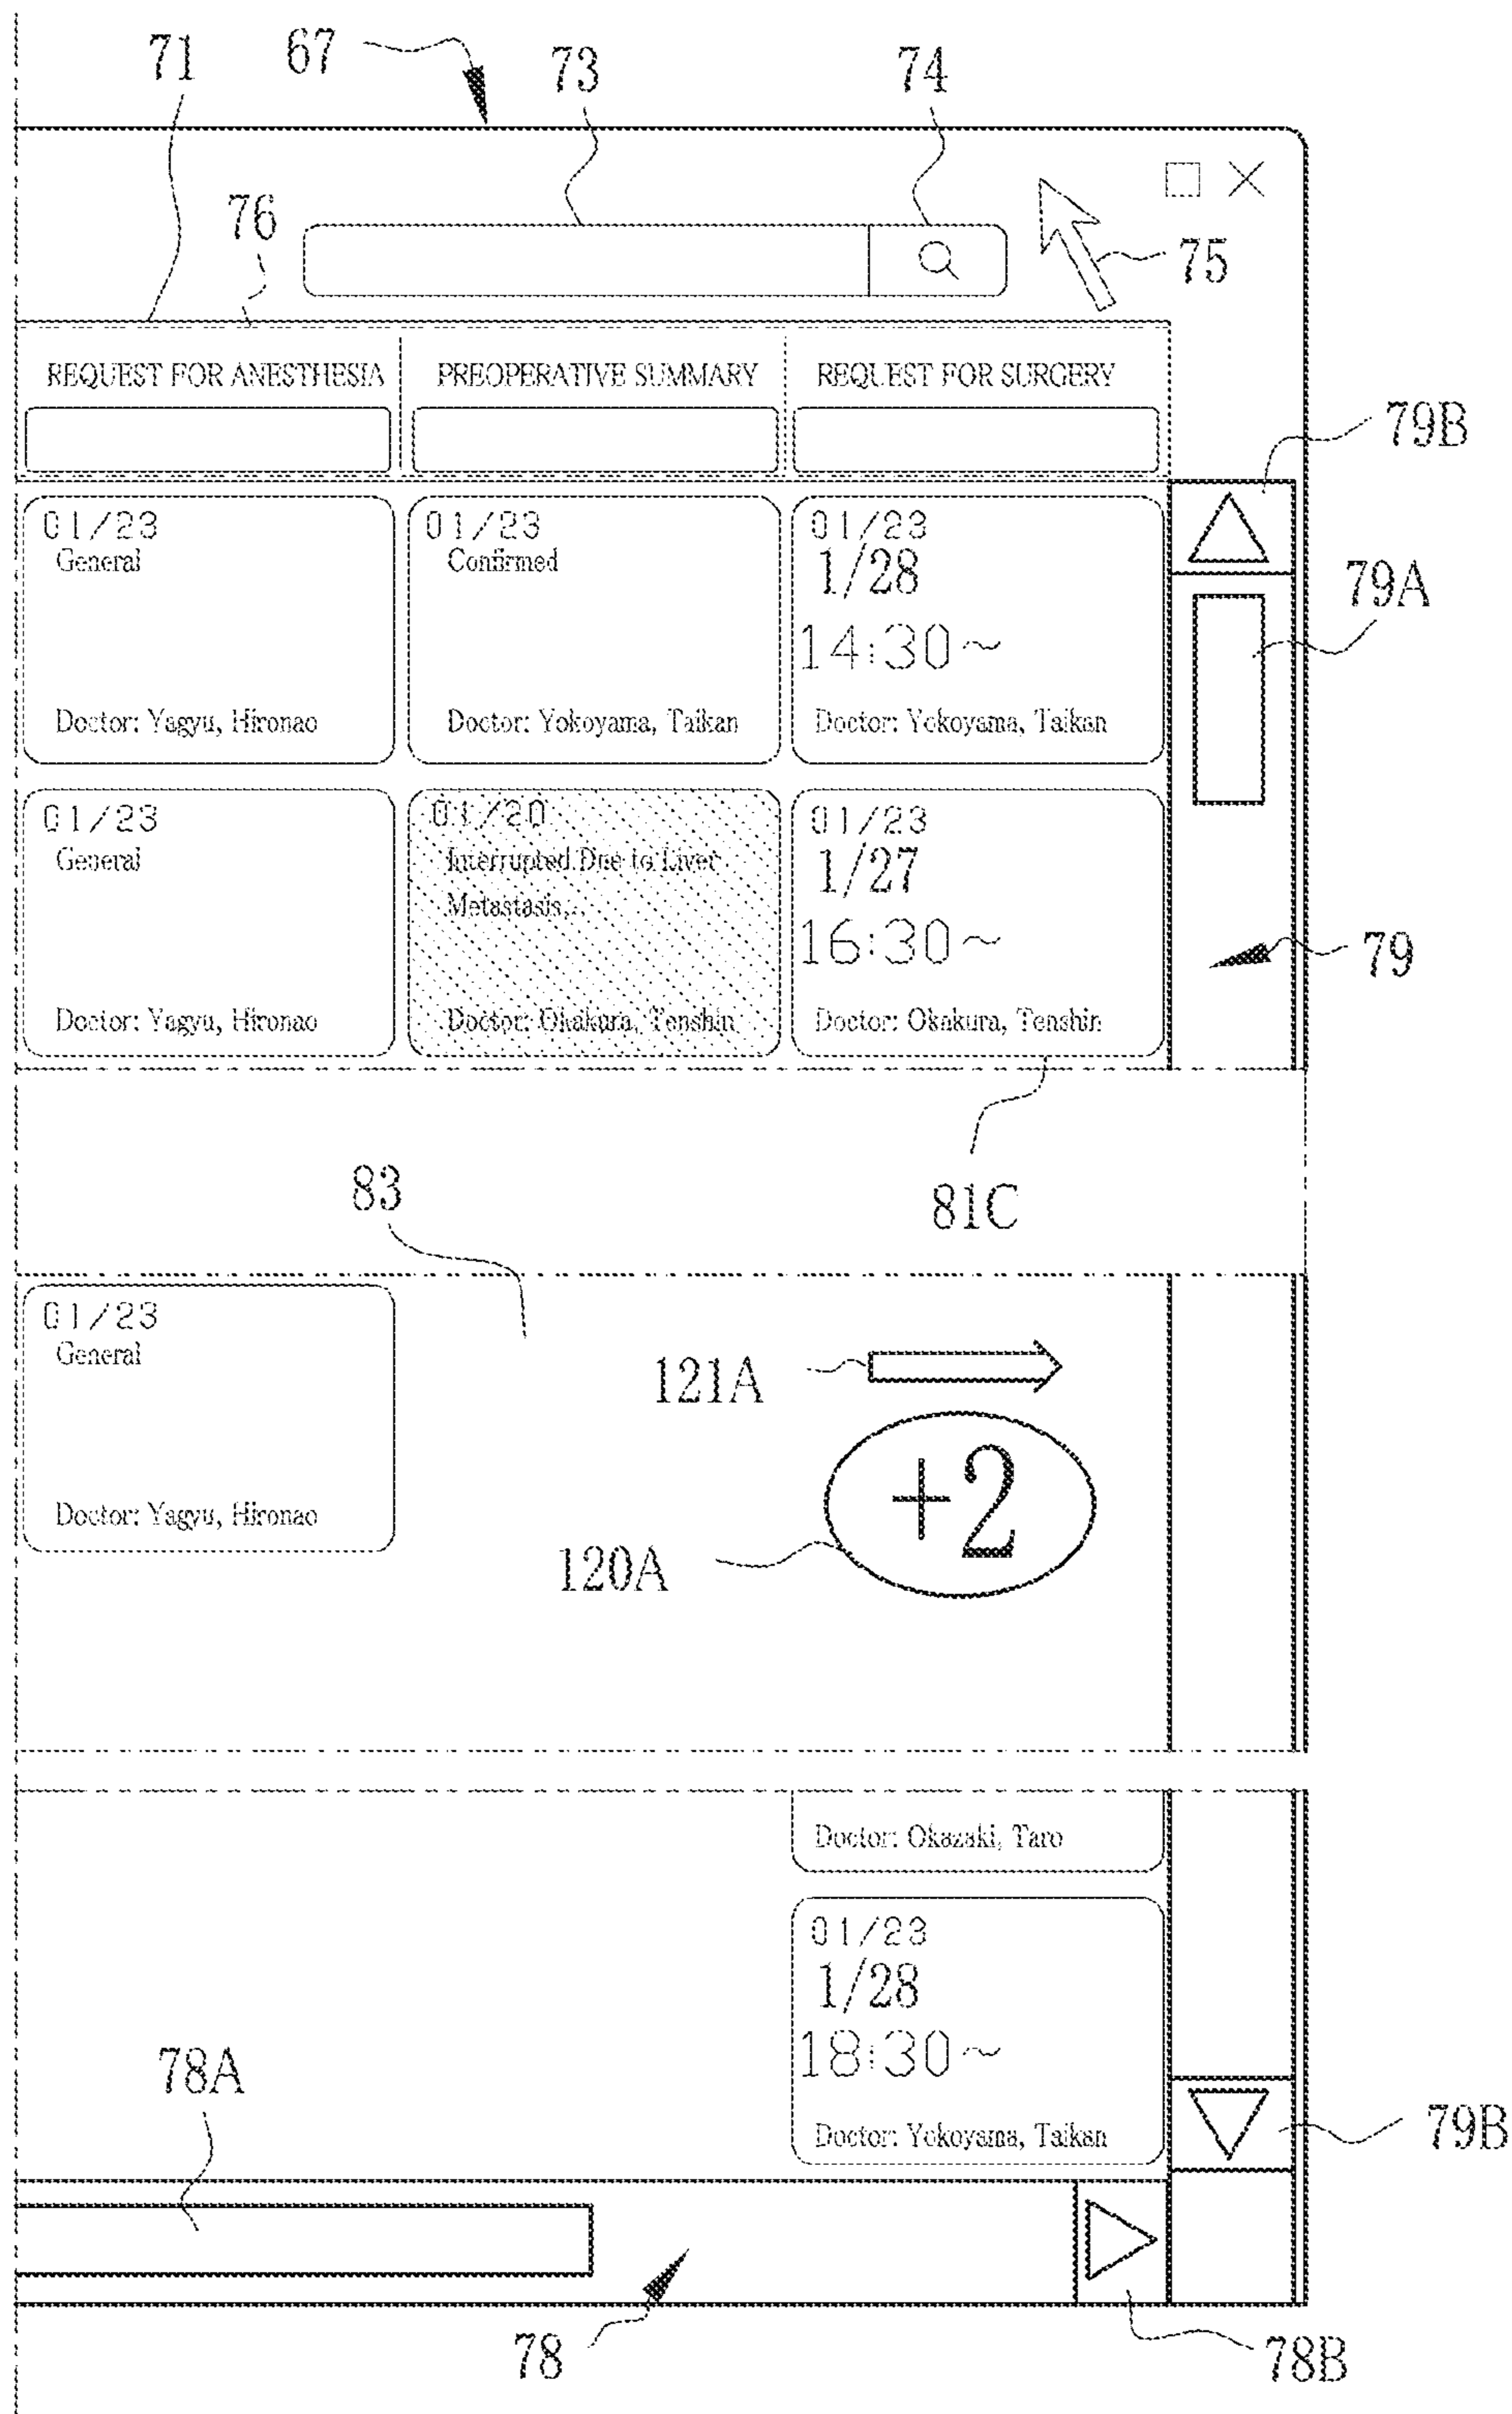 71
67
73
74
76
75
REQUEST FOR ANESTHESIA
PREOPERATIVE SUMMARY
REQUEST FOR SURGERY
79B
01/23
General
Doctor: Yagyu, Hironao
01/23
Confirmed
Doctor: Yokoyama, Taikan
01/23
1/28
14:30~
Doctor: Yokoyama, Taikan
79A
01/23
General
Doctor: Yagyu, Hironao
01/20
Interrupted Due to Liver
Metastasis,..
Doctor: Okakura, Tenshin
01/23
1/27
16:30~
Doctor: Okakura, Tenshin
79
81C
83
01/23
General
Doctor: Yagyu, Hironao
121A
+2
120A
Doctor: Okazaki, Taro
01/23
1/28
18:30~
Doctor: Yokoyama, Taikan
78A
79B
78
78B